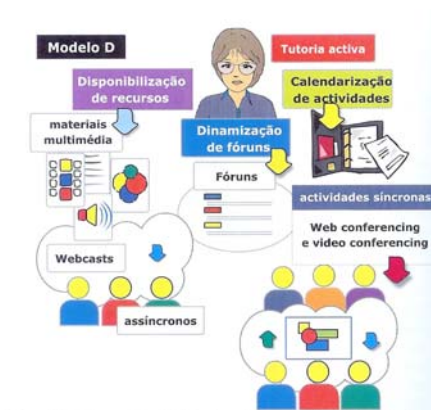 Modelo D
Tutoria activa
Disponibilização
de recursos
Calendarização
de actividades
materiais
multimédia
Dinamização
de fóruns
Fóruns
actividades síncronas
Web conferencing
e video conferencing
Webcasts
assíncronos